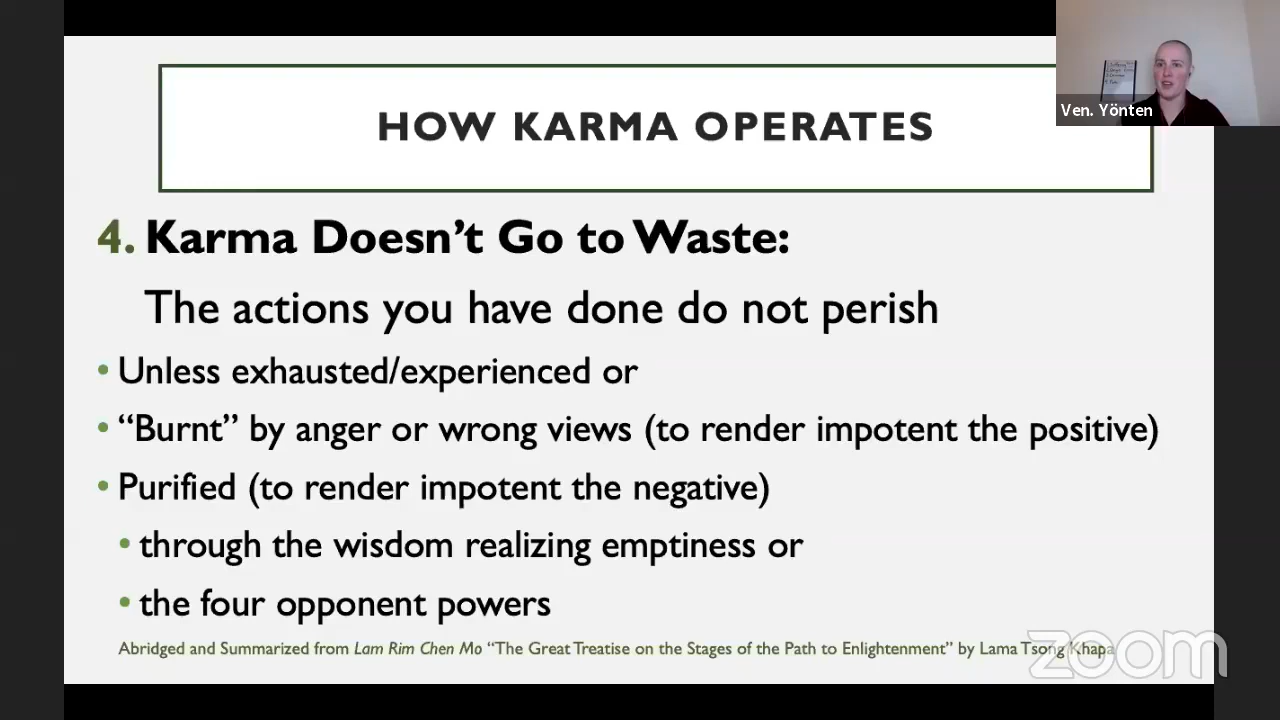 HOW KARMA OPERATES
Ven. Yönten
4. Karma Doesn't Go to Waste:
The actions you have done do not perish
• Unless exhausted/experienced or
• “Burnt” by anger or wrong views (to render impotent the positive)
• Purified (to render impotent the negative)
• through the wisdom realizing emptiness or
• the four opponent powers
Abridged and Summarized from Lam Rim Chen Mo “The Great Treatise on the Stages of the Path to Enlightenment” by Lama Tsong Khapa
zoom